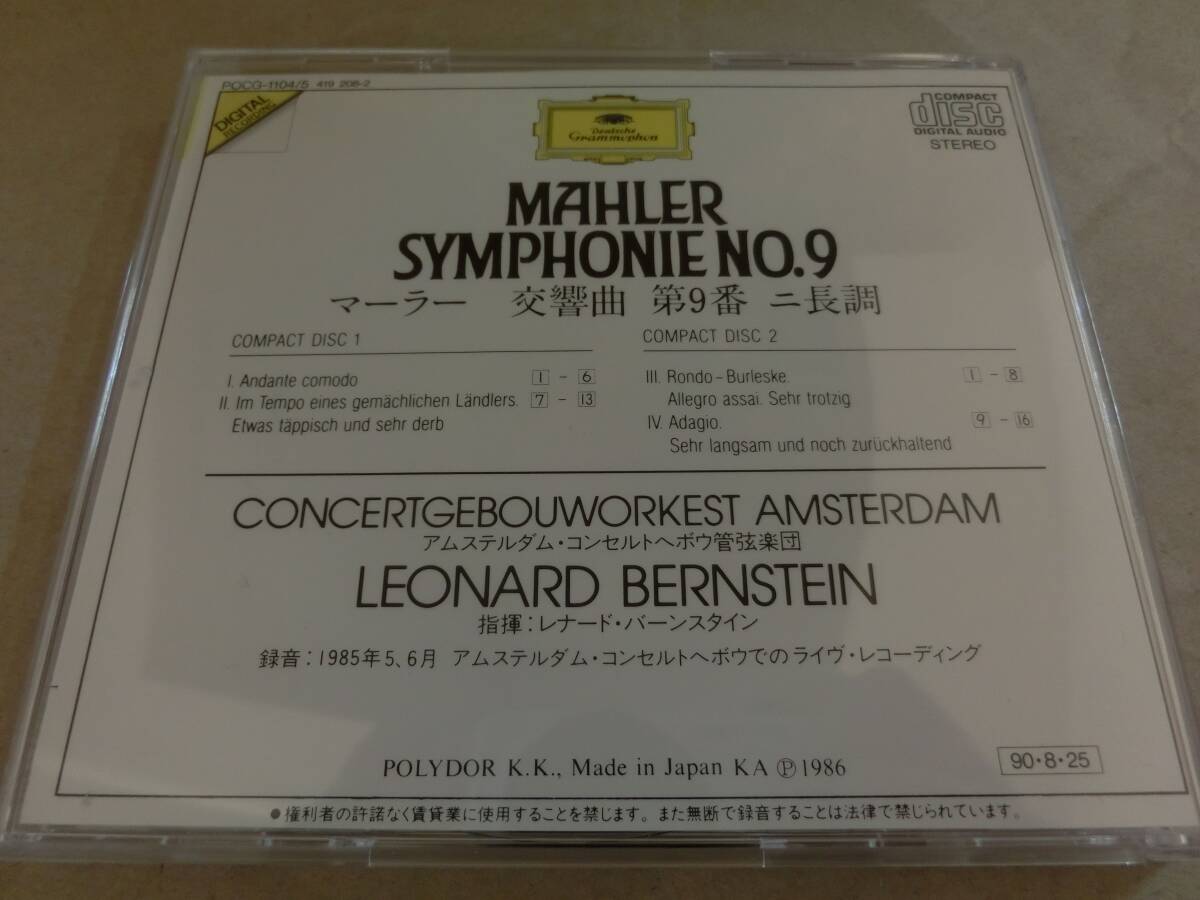 POCG-1104/5 419 208-2
DIGITAL
RECORDING
Deutsche
Grammophon
COMPACT
disc
DIGITAL AUDIO
STEREO
MAHLER
SYMPHONIE NO.9
マーラー 交響曲 第9番 ニ長調
COMPACT DISC 1
I. Andante comodo 1 - 6
II. Im Tempo eines gemächlichen Ländlers. 7 - 13
Etwas täppisch und sehr derb
COMPACT DISC 2
III. Rondo-Burleske. 1 - 8
Allegro assai. Sehr trotzig
IV. Adagio. 9 - 16
Sehr langsam und noch zurückhaltend
CONCERTGEBOUWORKEST AMSTERDAM
アムステルダム・コンセルトヘボウ管弦楽団
LEONARD BERNSTEIN
指揮：レナード・バーンスタイン
録音：1985年5、6月 アムステルダム・コンセルトヘボウでのライヴ・レコーディング
POLYDOR K.K., Made in Japan KA Ⓟ1986
90・8・25
●権利者の許諾なく賃貸業に使用することを禁じます。また無断で録音することは法律で禁じられています。